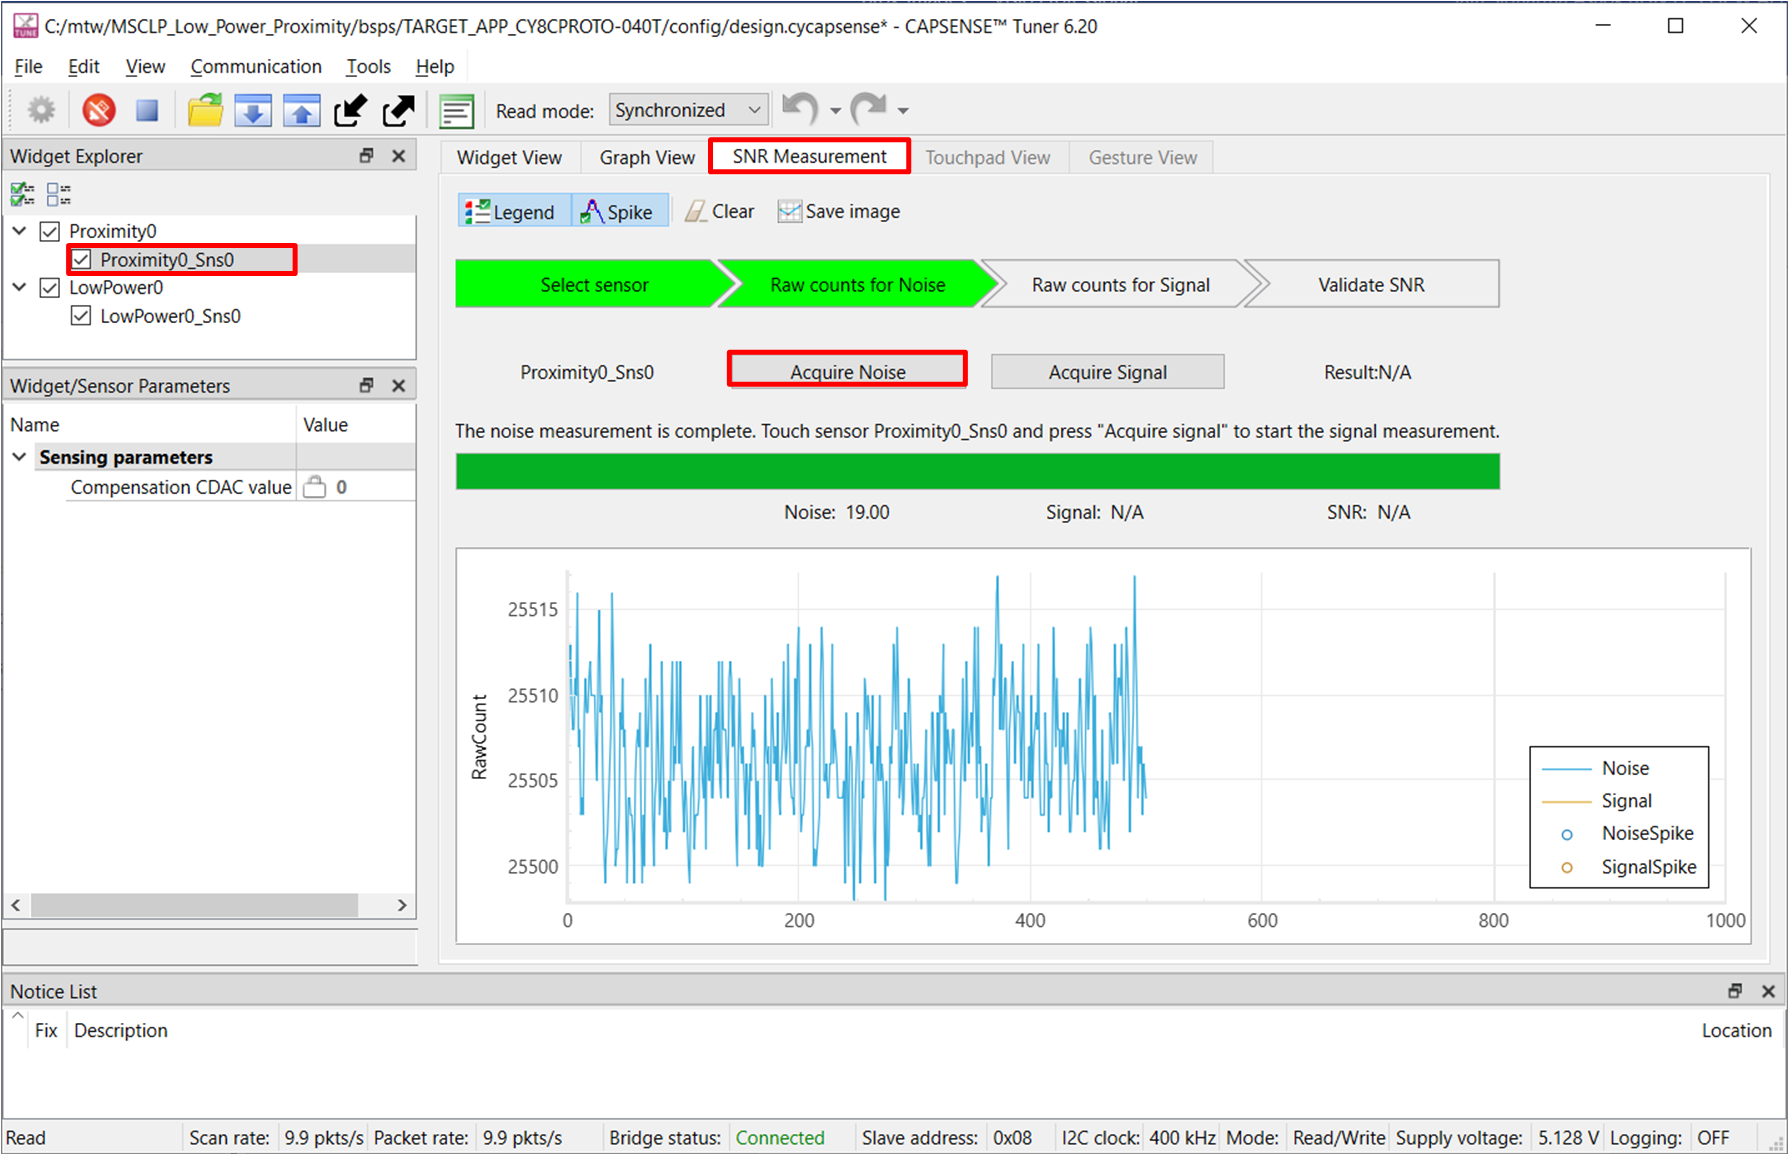 C:/mtw/MSCLP_Low_Power_Proximity/bsps/TARGET_APP_CY8CPROTO-040T/config/design.cycapsense* - CAPSENSE™ Tuner 6.20
File Edit View Communication Tools Help
Read mode: Synchronized
Widget Explorer
Proximity0
Proximity0_Sns0
LowPower0
LowPower0_Sns0
Widget/Sensor Parameters
Name Value
Sensing parameters
Compensation CDAC value 0
Widget View Graph View SNR Measurement Touchpad View Gesture View
Legend Spike Clear Save image
Select sensor Raw counts for Noise Raw counts for Signal Validate SNR
Proximity0_Sns0 Acquire Noise Acquire Signal Result:N/A
The noise measurement is complete. Touch sensor Proximity0_Sns0 and press "Acquire signal" to start the signal measurement.
Noise: 19.00 Signal: N/A SNR: N/A
RawCount
25515
25510
25505
25500
0 200 400 600 800 1000
Noise
Signal
NoiseSpike
SignalSpike
Notice List
Fix Description Location
Read Scan rate: 9.9 pkts/s Packet rate: 9.9 pkts/s Bridge status: Connected Slave address: 0x08 I2C clock: 400 kHz Mode: Read/Write Supply voltage: 5.128 V Logging: OFF